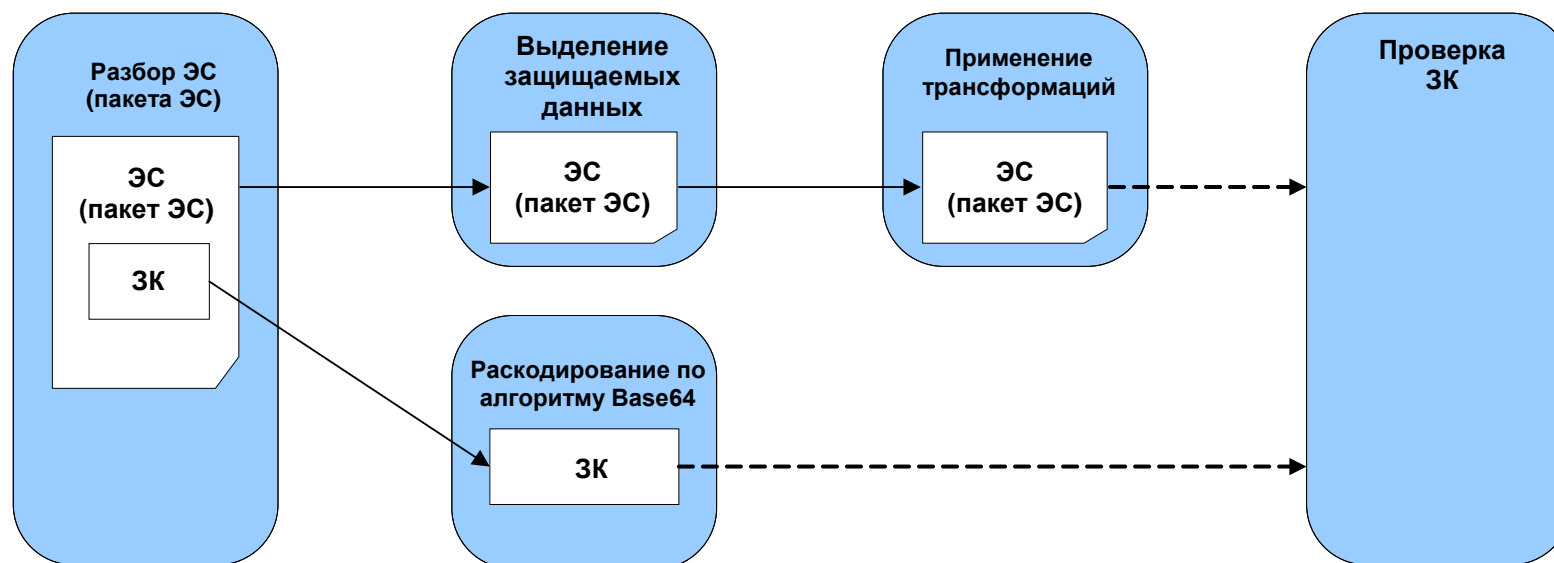 Разбор ЭС
(пакета ЭС)
ЭС
(пакет ЭС)
ЗК
Выделение
защищаемых
данных
ЭС
(пакет ЭС)
Применение
трансформаций
ЭС
(пакет ЭС)
Раскодирование по
алгоритму Base64
ЗК
Проверка
ЗК